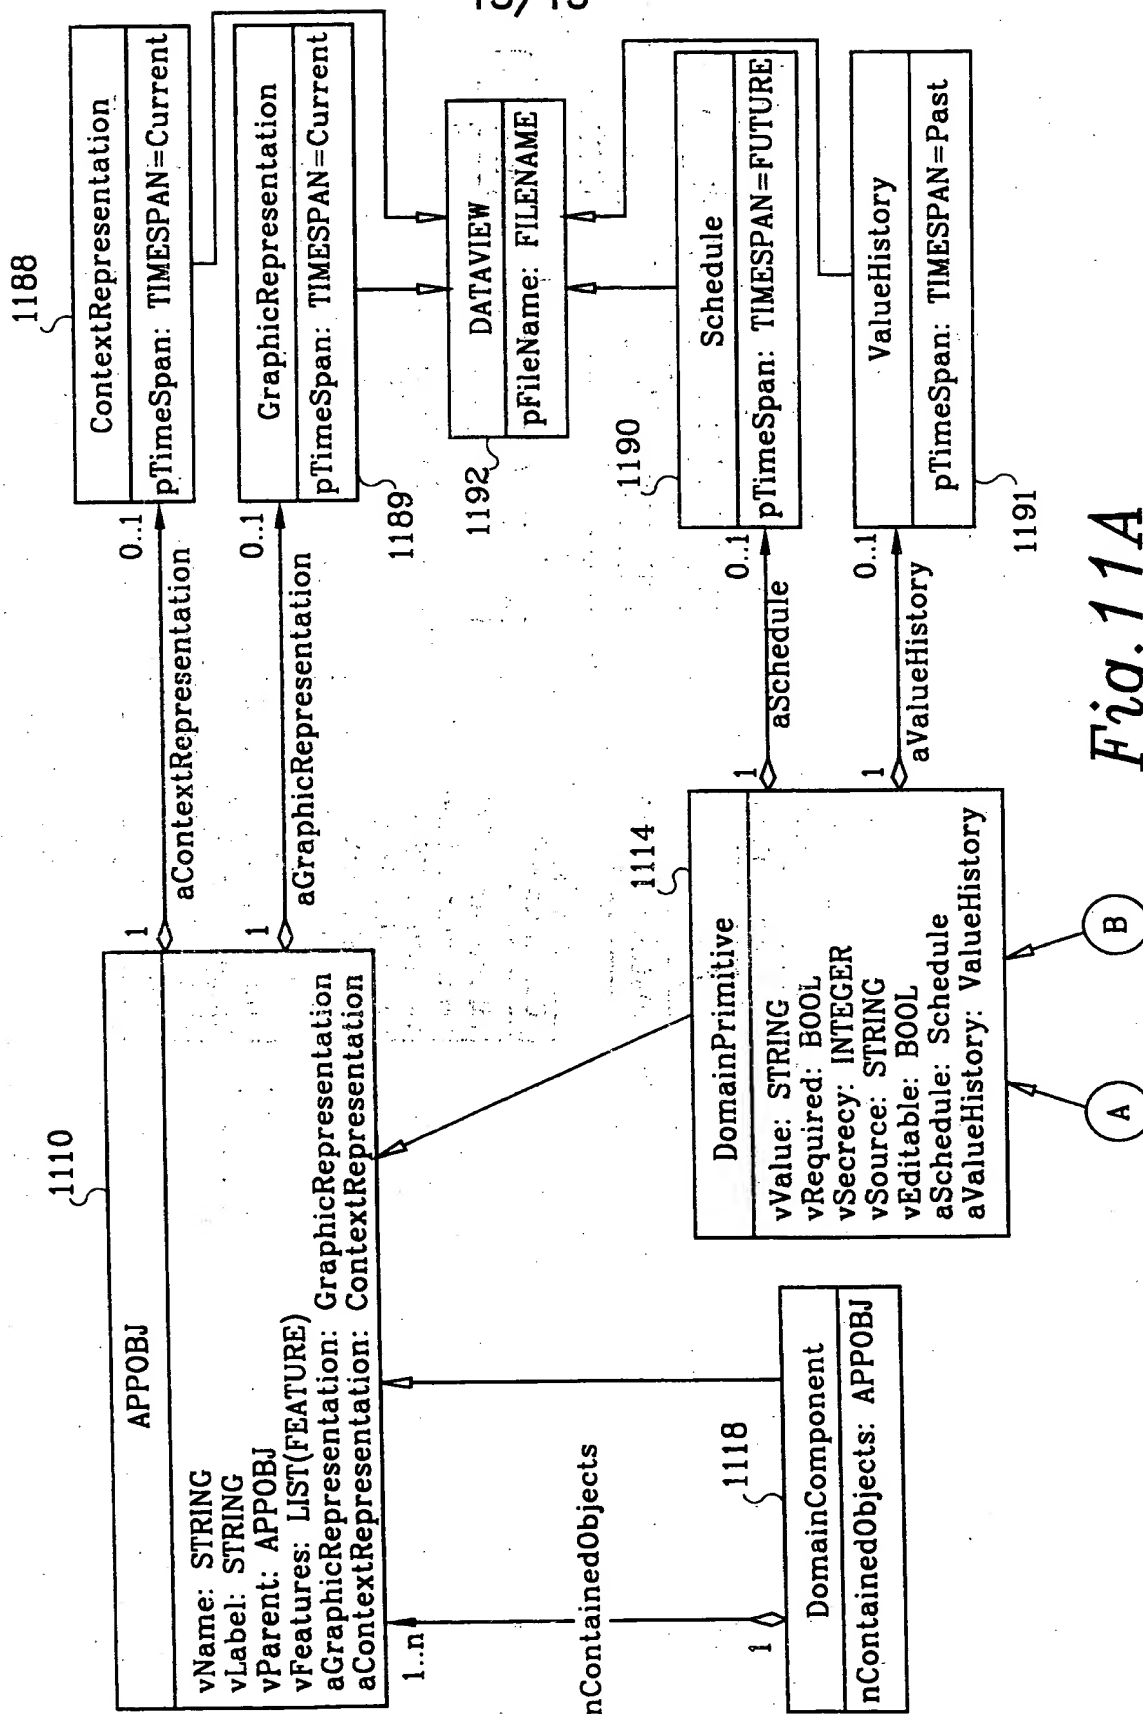 1110
APPOBJ
vName: STRING
vLabel: STRING
vParent: APPOBJ
vFeatures: LIST(FEATURE)
aGraphicRepresentation: GraphicRepresentation
aContextRepresentation: ContextRepresentation
1
aContextRepresentation
0..1
1
aGraphicRepresentation
0..1
1188
ContextRepresentation
pTimeSpan: TIMESPAN=Current
GraphicRepresentation
pTimeSpan: TIMESPAN=Current
1189
DATAVIEW
pFileName: FILENAME
1192
1190
Schedule
pTimeSpan: TIMESPAN=FUTURE
ValueHistory
pTimeSpan: TIMESPAN=Past
1191
1..n
nContainedObjects
1
1118
DomainComponent
nContainedObjects: APPOBJ
1114
DomainPrimitive
vValue: STRING
vRequired: BOOL
vSecrecy: INTEGER
vSource: STRING
vEditable: BOOL
aSchedule: Schedule
aValueHistory: ValueHistory
1
aSchedule
0..1
1
aValueHistory
0..1
A
B
Fig.11A